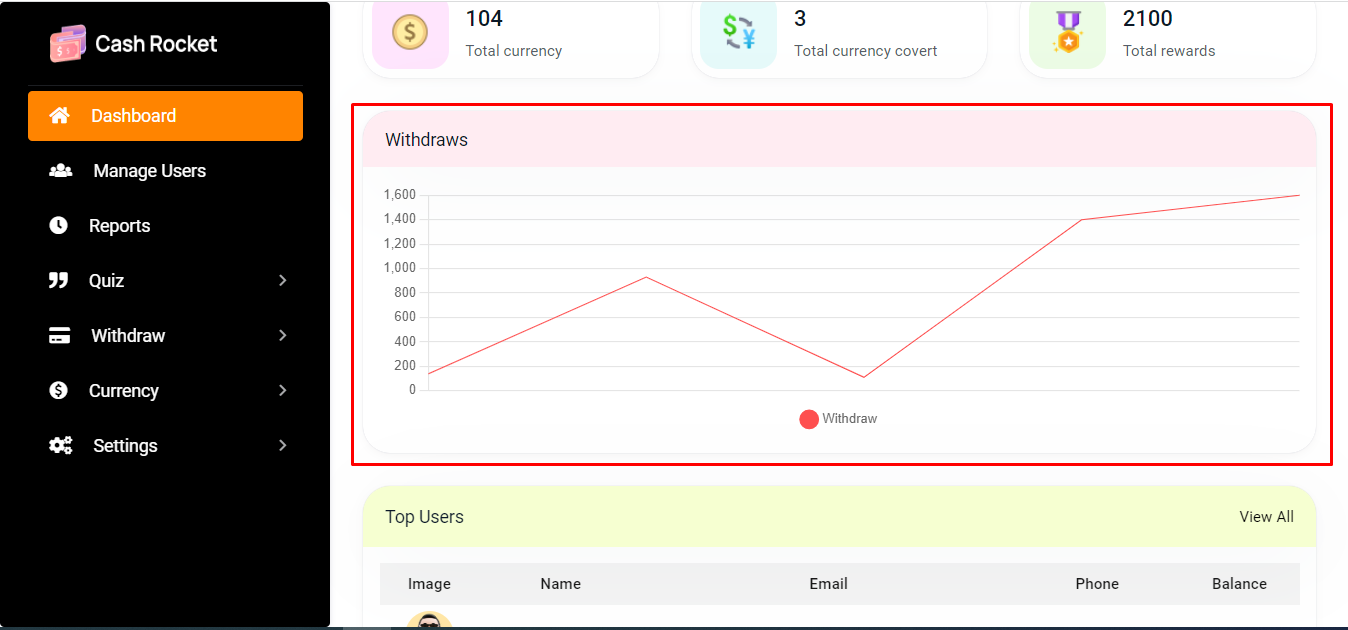 Cash Rocket
Dashboard
Manage Users
Reports
Quiz
Withdraw
Currency
Settings
104
Total currency
3
Total currency covert
2100
Total rewards
Withdraws
1,600
1,400
1,200
1,000
800
600
400
200
0
Withdraw
Top Users
View All
Image Name Email Phone Balance